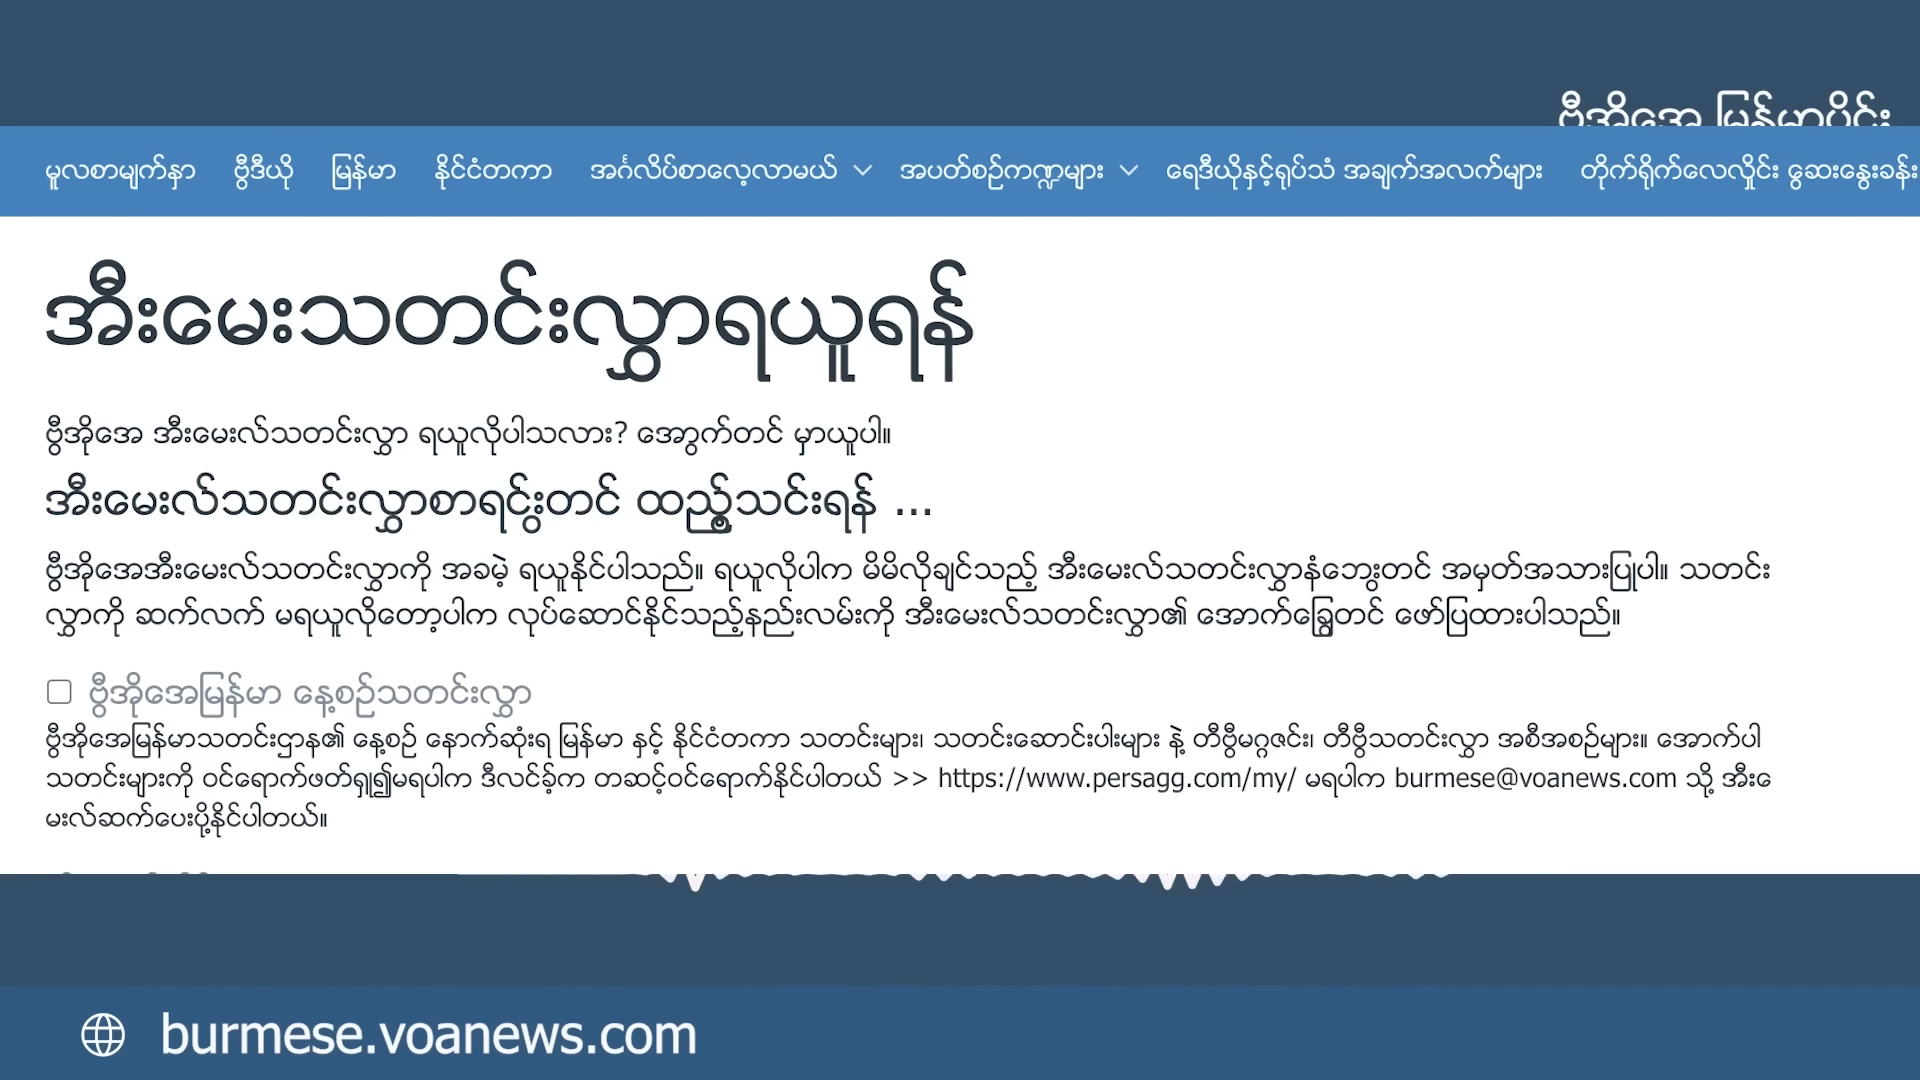 ဗွီအိုအေ မြန်မာပိုင်း
မူလစာမျက်နှာ ဗွီဒီယို မြန်မာ နိုင်ငံတကာ အင်္ဂလိပ်စာလေ့လာမယ် အပတ်စဉ်ကဏ္ဍများ ရေဒီယိုနှင့်ရုပ်သံ အချက်အလက်များ တိုက်ရိုက်လေလှိုင်း ဆွေးနွေးခန်း
အီးမေးသတင်းလွှာရယူရန်
ဗွီအိုအေ အီးမေးလ်သတင်းလွှာ ရယူလိုပါသလား? အောွက်တင် မှာယူပါ။
အီးမေးလ်သတင်းလွှာစာရင်းွတင် ထည့်သွင်းရန် ...
ဗွီအိုအေအီးမေးလ်သတင်းလွှာကို အခမဲ့ ရယူနိုင်ပါသည်။ ရယူလိုပါက မိမိလိုချင်သည့် အီးမေးလ်သတင်းလွှာနံဘေးွတင် အမှတ်အသားပြုပါ။ သတင်း
လွှာကို ဆက်လက် မရယူလိုတော့ပါက လုပ်ဆောင်နိုင်သည့်နည်းလမ်းကို အီးမေးလ်သတင်းလွှာ၏ အောက်ခြေွတင် ဖော်ပြထားပါသည်။
ဗွီအိုအေမြန်မာ နေ့စဉ်သတင်းလွှာ
ဗွီအိုအေမြန်မာသတင်းဌာန၏ နေ့စဉ် နောက်ဆုံးရ မြန်မာ နှင့် နိုင်ငံတကာ သတင်းများ၊ သတင်းဆောင်းပါးများ နဲ့ တီဗွီမဂ္ဂဇင်း၊ တီဗွီသတင်းလွှာ အစီအစဉ်များ။ အောက်ပါ
သတင်းများကို ဝင်ရောက်ဖတ်ရှု၍မရပါက ဒီလင်ခ့်က တဆင့်ဝင်ရောက်နိုင်ပါတယ် >> https://www.persagg.com/my/ မရပါက burmese@voanews.com သို့ အီးေ
မးလ်ဆက်ပေးပို့နိုင်ပါတယ်။
burmese.voanews.com